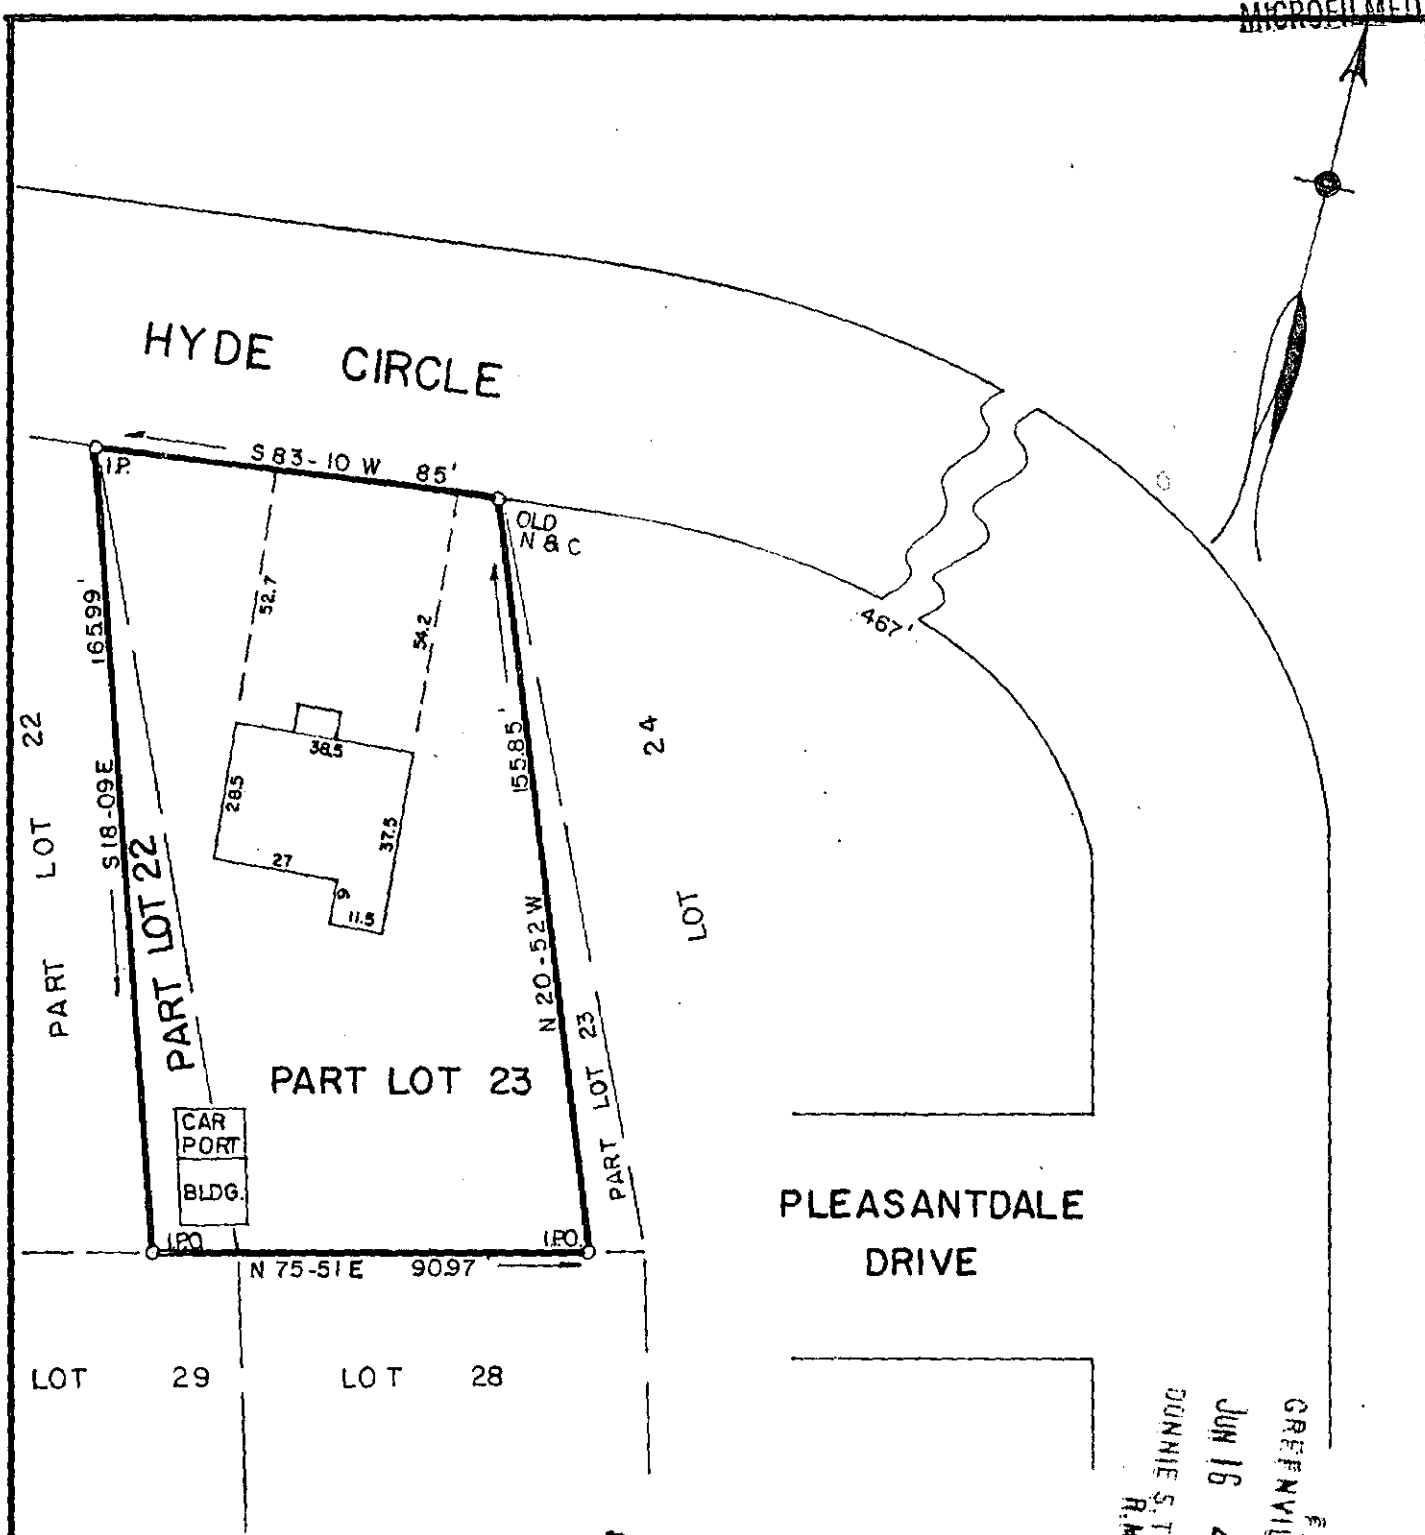 MICROFILMED
HYDE CIRCLE
S 83-10 W 85'
I.P.
OLD
N & C
467'
52.7
54.2
165.99'
S 18-09 E
155.85'
N 20-52 W
38.5
28.5
37.5
27
9
11.5
PART LOT 22
PART LOT 22
PART LOT 23
PART LOT 23
LOT 24
CAR
PORT
BLDG.
I.P.O.
I.P.O.
N 75-51 E 90.97'
PLEASANTDALE
DRIVE
LOT 29
LOT 28
GREENVI
JUN 16
DONNIE S. T
R.M